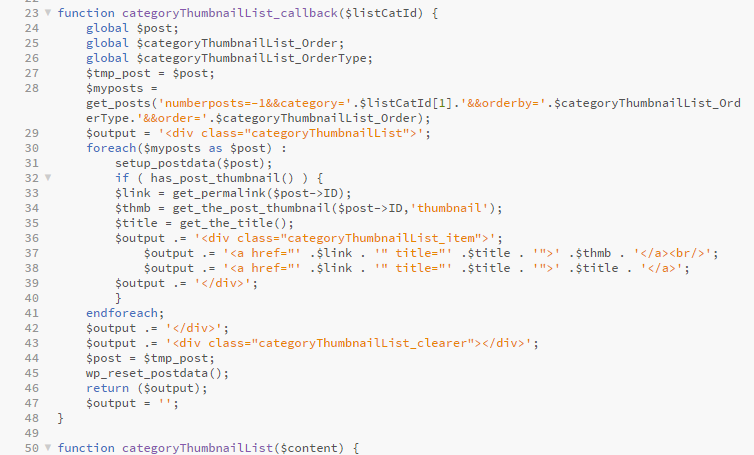 23 function categoryThumbnailList_callback($listCatId) {
24 global $post;
25 global $categoryThumbnailList_Order;
26 global $categoryThumbnailList_OrderType;
27 $tmp_post = $post;
28 $myposts =
get_posts('numberposts=-1&&category='.$listCatId[1].'&&orderby='.$categoryThumbnailList_Ord
erType.'&&order='.$categoryThumbnailList_Order);
29 $output = '<div class="categoryThumbnailList">';
30 foreach($myposts as $post) :
31 setup_postdata($post);
32 if ( has_post_thumbnail() ) {
33 $link = get_permalink($post->ID);
34 $thmb = get_the_post_thumbnail($post->ID,'thumbnail');
35 $title = get_the_title();
36 $output .= '<div class="categoryThumbnailList_item">';
37 $output .= '<a href="' .$link . '" title="' .$title . '">' .$thmb . '</a><br/>';
38 $output .= '<a href="' .$link . '" title="' .$title . '">' .$title . '</a>';
39 $output .= '</div>';
40 }
41 endforeach;
42 $output .= '</div>';
43 $output .= '<div class="categoryThumbnailList_clearer"></div>';
44 $post = $tmp_post;
45 wp_reset_postdata();
46 return ($output);
47 $output = '';
48 }
49
50 function categoryThumbnailList($content) {